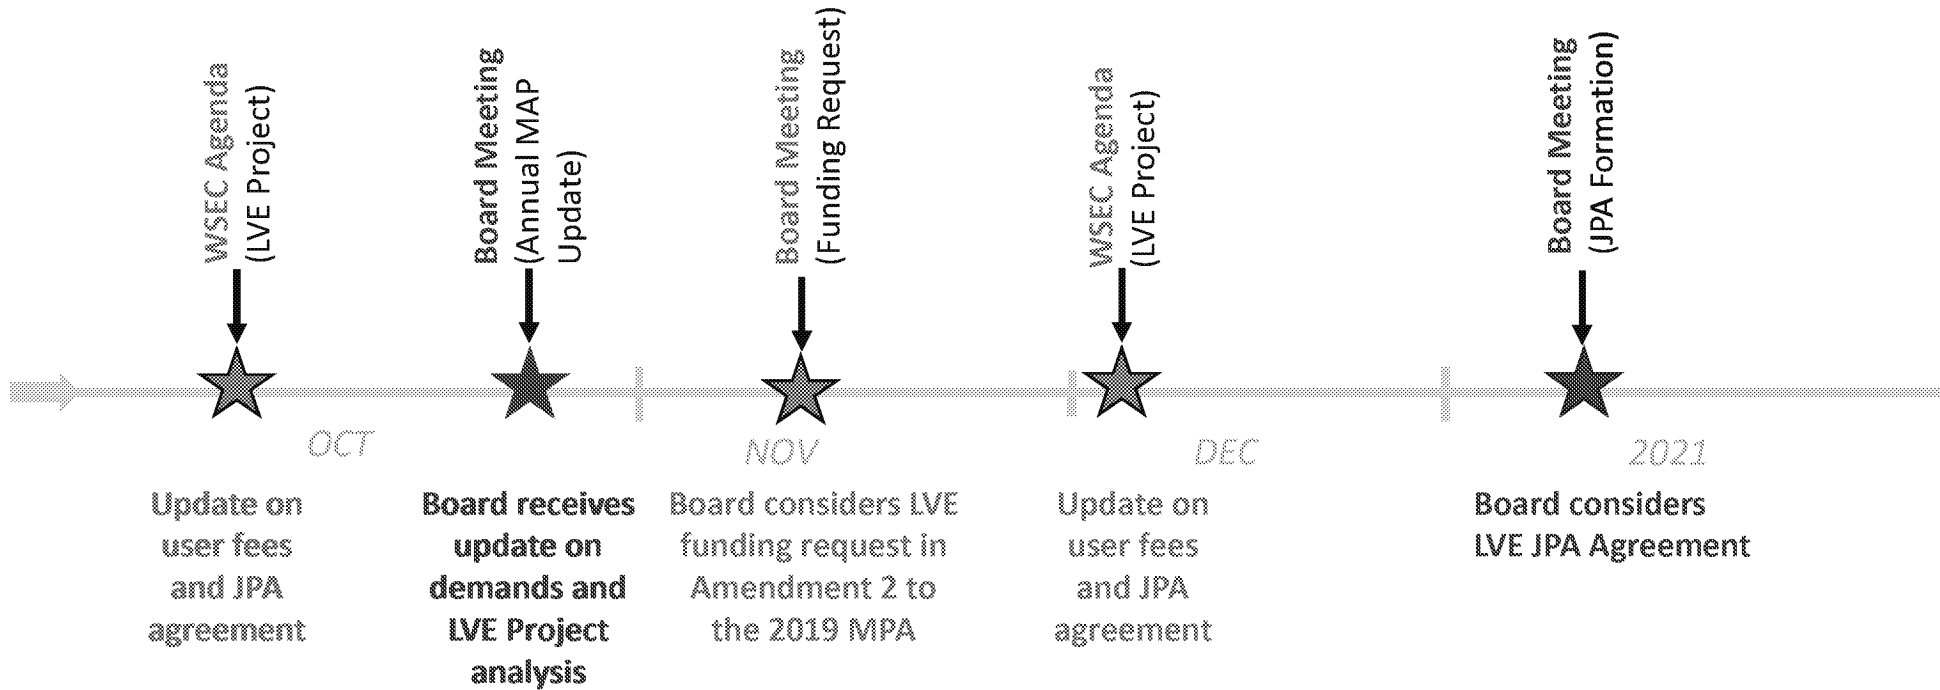 WSEC Agenda
(LVE Project)
Board Meeting
(Annual MAP
Update)
Board Meeting
(Funding Request)
WSEC Agenda
(LVE Project)
Board Meeting
(JPA Formation)
OCT
NOV
DEC
2021
Update on
user fees
and JPA
agreement
Board receives
update on
demands and
LVE Project
analysis
Board considers LVE
funding request in
Amendment 2 to
the 2019 MPA
Update on
user fees
and JPA
agreement
Board considers
LVE JPA Agreement